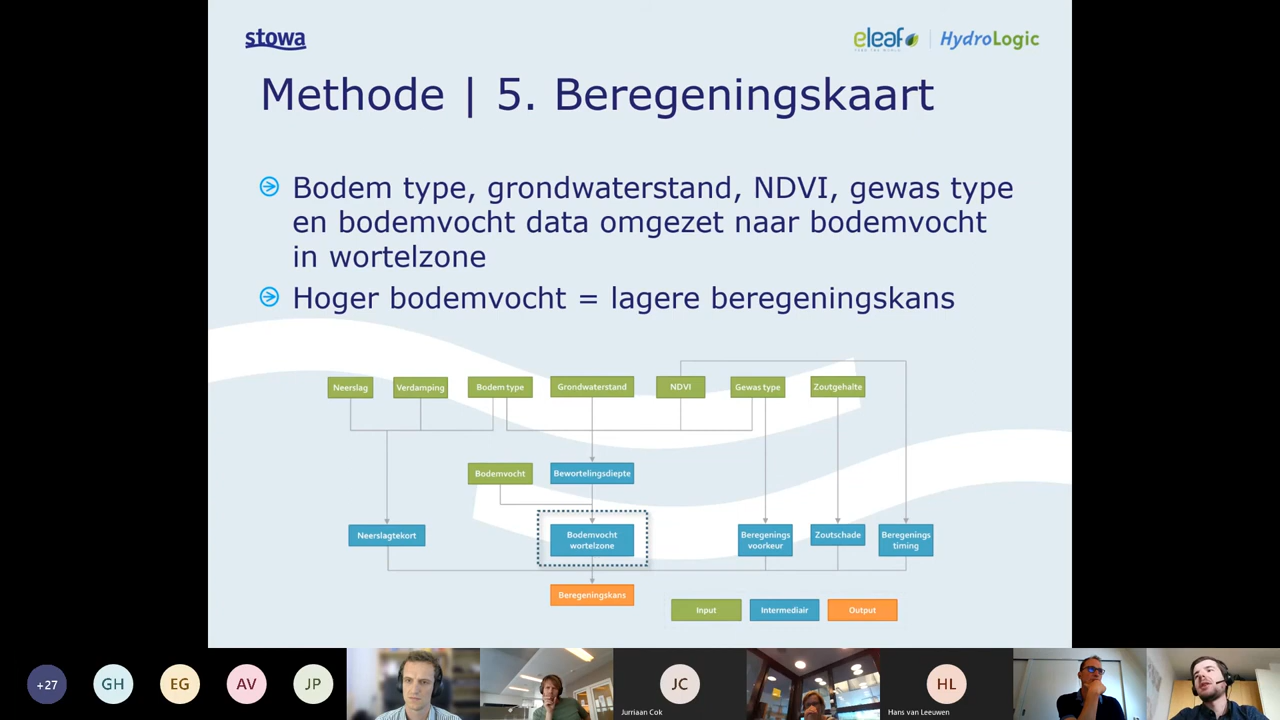 stowa
eleaf
HydroLogic
Methode | 5. Beregeningskaart
Bodem type, grondwaterstand, NDVI, gewas type
en bodemvocht data omgezet naar bodemvocht
in wortelzone
Hoger bodemvocht = lagere beregeningskans
Neerslag
Verdamping
Bodem type
Grondwaterstand
NDVI
Gewas type
Zoutgehalte
Bodemvocht
Bewortelingsdiepte
Neerslagtekort
Bodemvocht
wortelzone
Beregenings
voorkeur
Zoutschade
Beregenings
timing
Beregeningskans
Input
Intermediair
Output
+27
GH
EG
AV
JP
JC
Jurriaan Cok
HL
Hans van Leeuwen